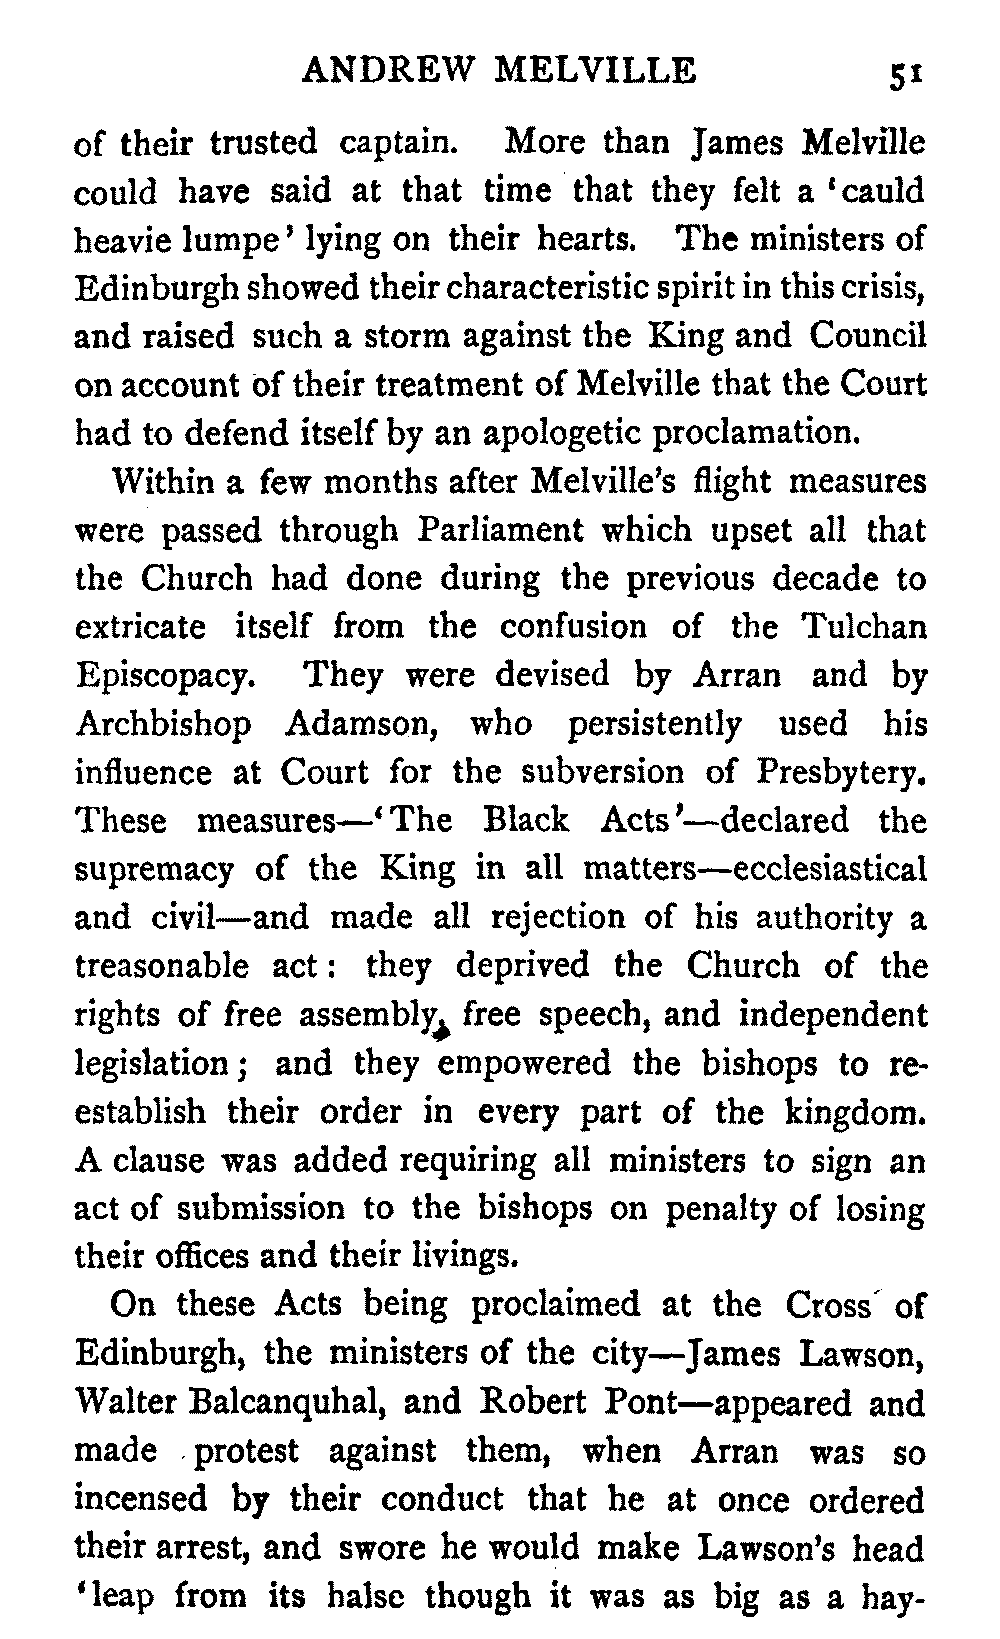 ANDREW MELVILLE 51
of their trusted captain. More than James Melville
could have said at that time that they felt a 'cauld
heavie lumpe' lying on their hearts. The ministers of
Edinburgh showed their characteristic spirit in this crisis,
and raised such a storm against the King and Council
on account of their treatment of Melville that the Court
had to defend itself by an apologetic proclamation.
Within a few months after Melville's flight measures
were passed through Parliament which upset all that
the Church had done during the previous decade to
extricate itself from the confusion of the Tulchan
Episcopacy. They were devised by Arran and by
Archbishop Adamson, who persistently used his
influence at Court for the subversion of Presbytery.
These measures—'The Black Acts'—declared the
supremacy of the King in all matters—ecclesiastical
and civil—and made all rejection of his authority a
treasonable act: they deprived the Church of the
rights of free assembly, free speech, and independent
legislation; and they empowered the bishops to re-
establish their order in every part of the kingdom.
A clause was added requiring all ministers to sign an
act of submission to the bishops on penalty of losing
their offices and their livings.
On these Acts being proclaimed at the Cross of
Edinburgh, the ministers of the city—James Lawson,
Walter Balcanquhal, and Robert Pont—appeared and
made protest against them, when Arran was so
incensed by their conduct that he at once ordered
their arrest, and swore he would make Lawson's head
'leap from its halse though it was as big as a hay-